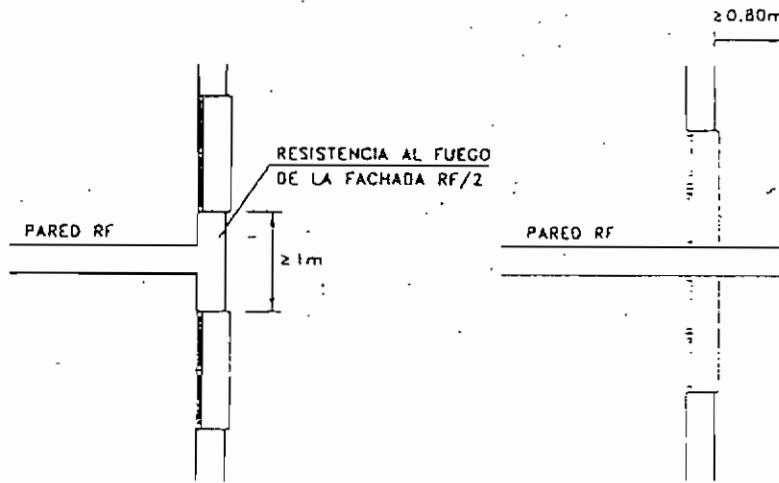 ≥0.80m
RESISTENCIA AL FUEGO
DE LA FACHADA RF/2
PARED RF
≥1m
PARED RF